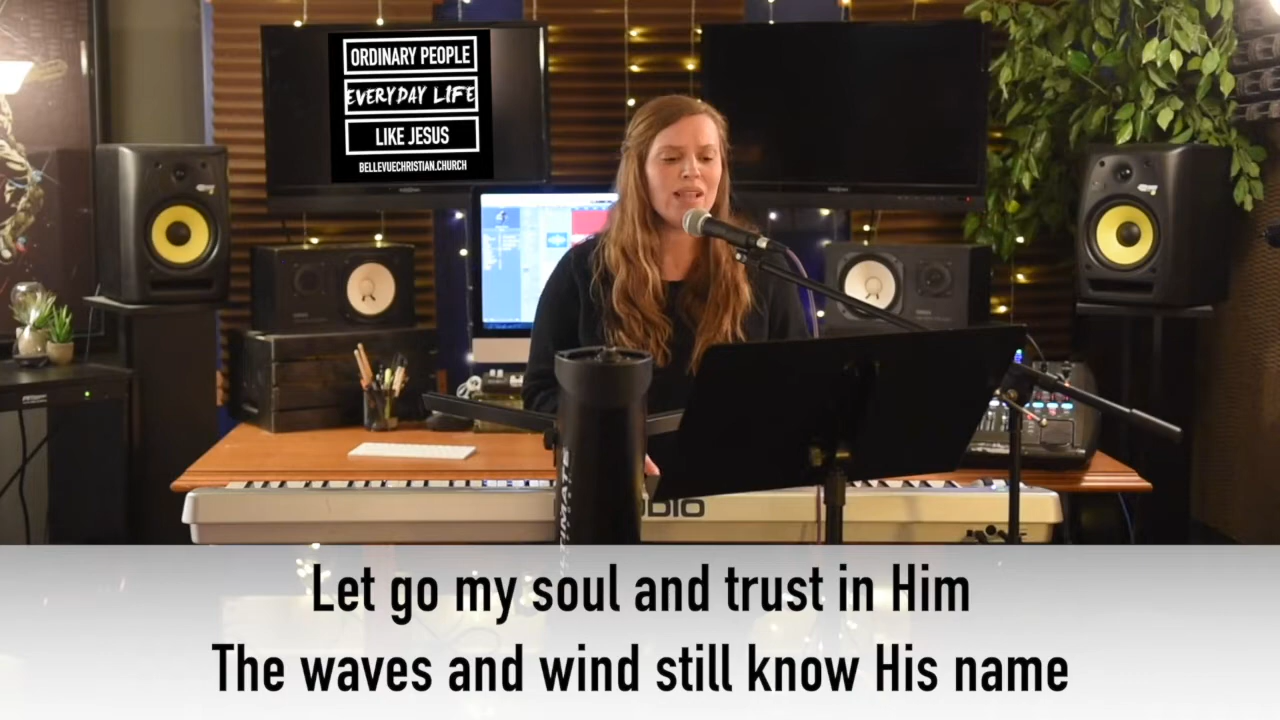 ORDINARY PEOPLE
EVERYDAY LIFE
LIKE JESUS
BELLEVUECHRISTIAN.CHURCH
Let go my soul and trust in Him
The waves and wind still know His name